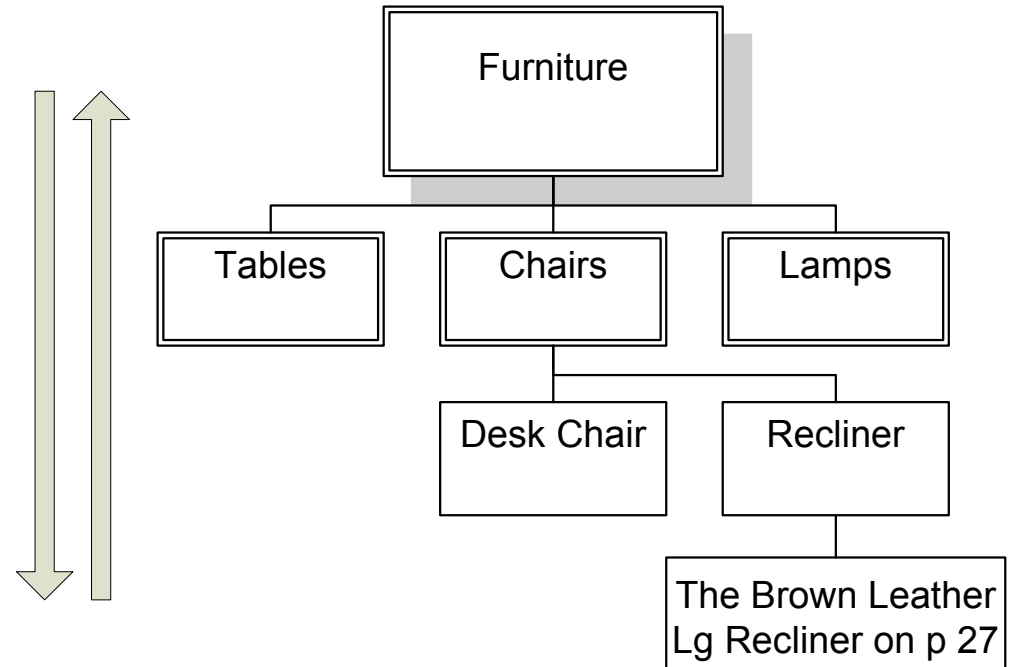 Furniture
Tables
Chairs
Lamps
Desk Chair
Recliner
The Brown Leather
Lg Recliner on p 27